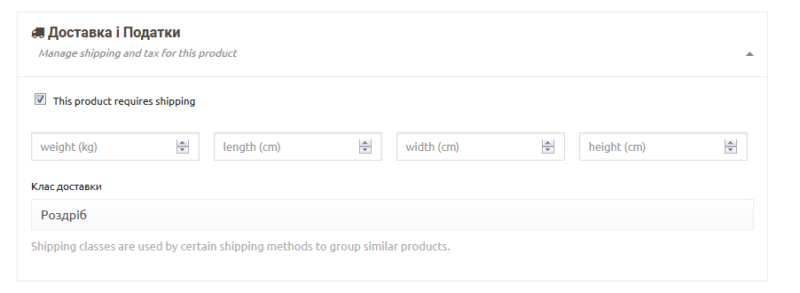 Доставка і Податки
Manage shipping and tax for this product
This product requires shipping
weight (kg) length (cm) width (cm) height (cm)
Клас доставки
Роздріб
Shipping classes are used by certain shipping methods to group similar products.